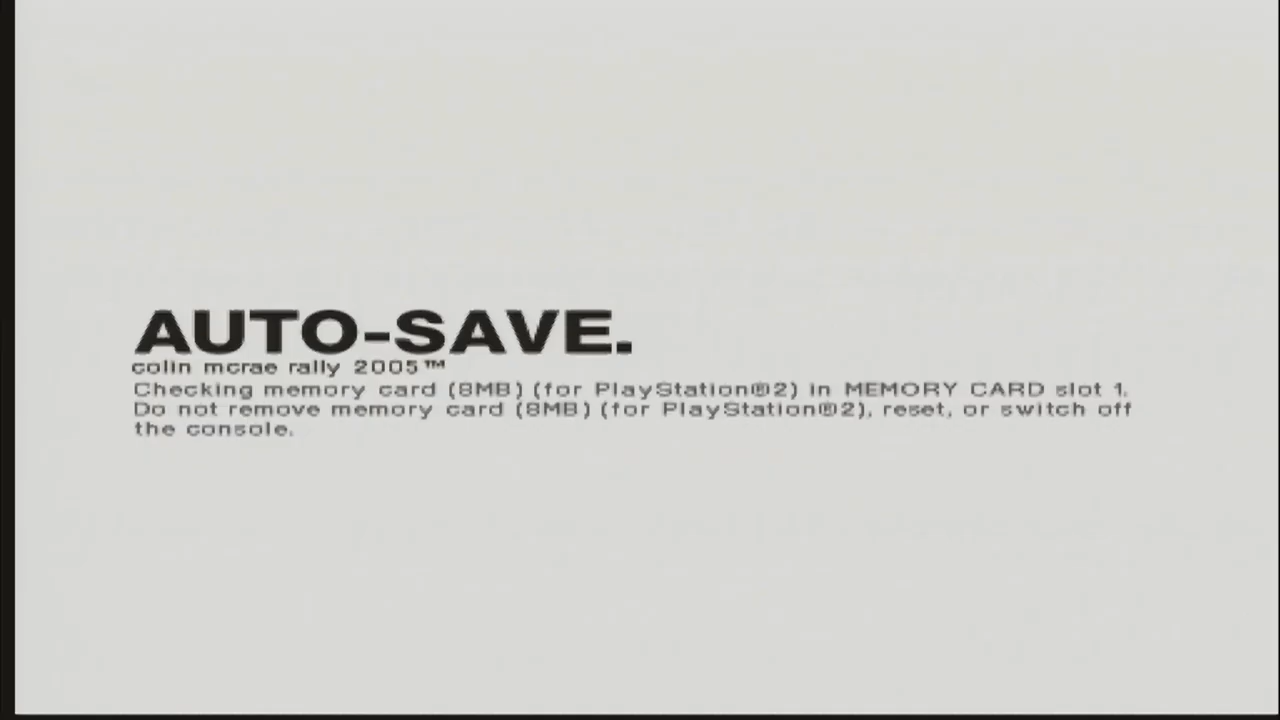 AUTO-SAVE.
colin mcrae rally 2005™
Checking memory card (8MB) (for PlayStation®2) in MEMORY CARD slot 1.
Do not remove memory card (8MB) (for PlayStation®2), reset, or switch off
the console.